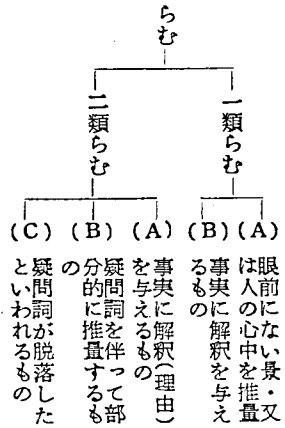 らむ
一類らむ
(A)
眼前にない景・又
は人の心中を推量
(B)
事実に解釈を与え
るもの
二類らむ
(A)
事実に解釈(理由)
を与えるもの
(B)
疑問詞を伴って部
分的に推量するも
の
(C)
疑問詞が脱落した
といわれるもの